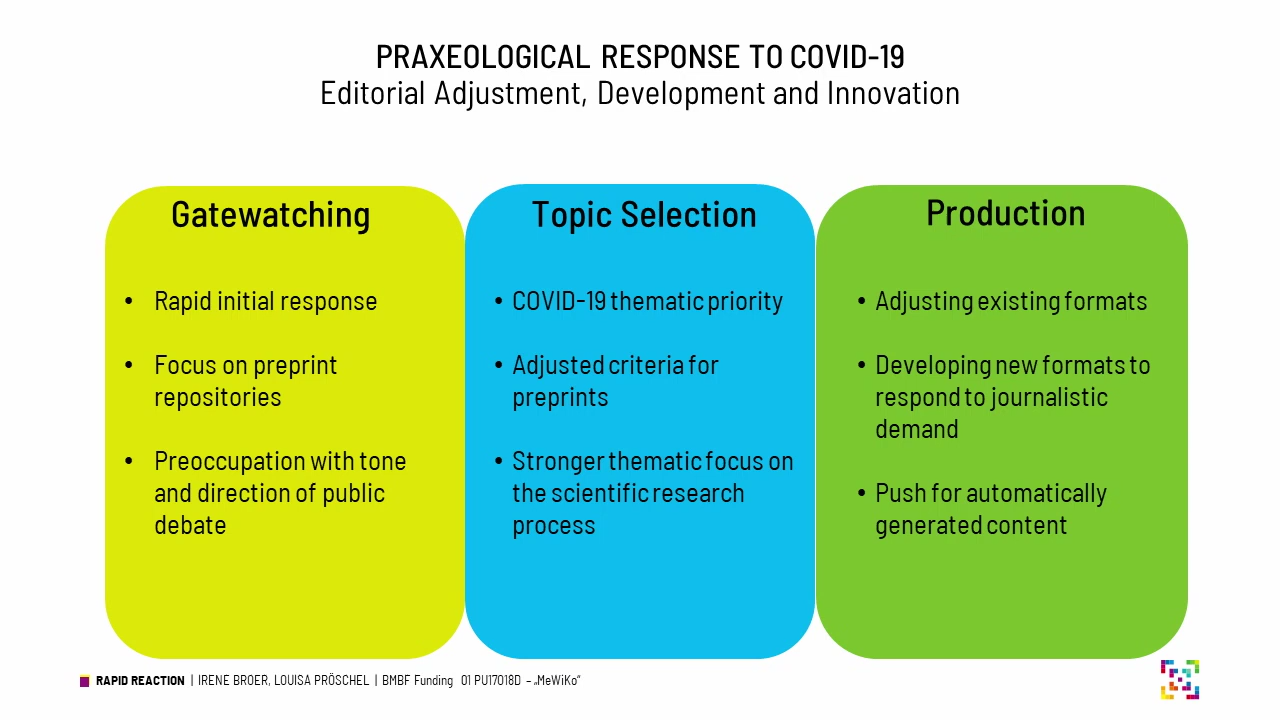 PRAXEOLOGICAL RESPONSE TO COVID-19
Editorial Adjustment, Development and Innovation
Gatewatching
• Rapid initial response
• Focus on preprint
repositories
• Preoccupation with tone
and direction of public
debate
Topic Selection
• COVID-19 thematic priority
• Adjusted criteria for
preprints
• Stronger thematic focus on
the scientific research
process
Production
• Adjusting existing formats
• Developing new formats to
respond to journalistic
demand
• Push for automatically
generated content
RAPID REACTION | IRENE BROER, LOUISA PRÖSCHEL | BMBF Funding 01 PU17018D – „MeWiKo“